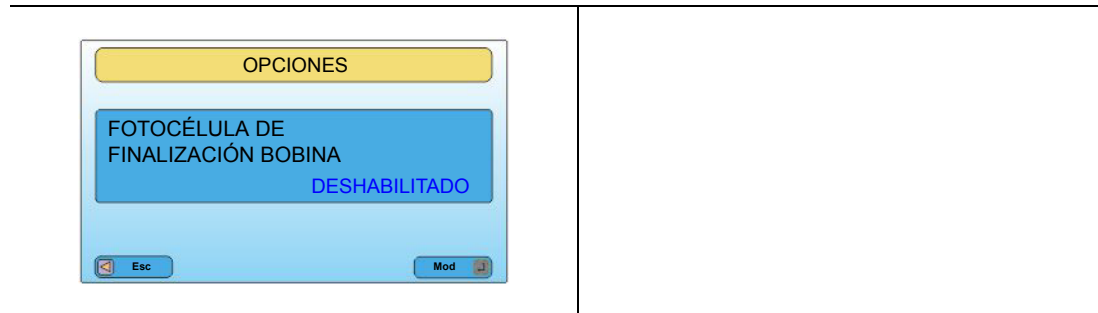 OPCIONES
FOTOCÉLULA DE
FINALIZACIÓN BOBINA
DESHABILITADO
Esc
Mod